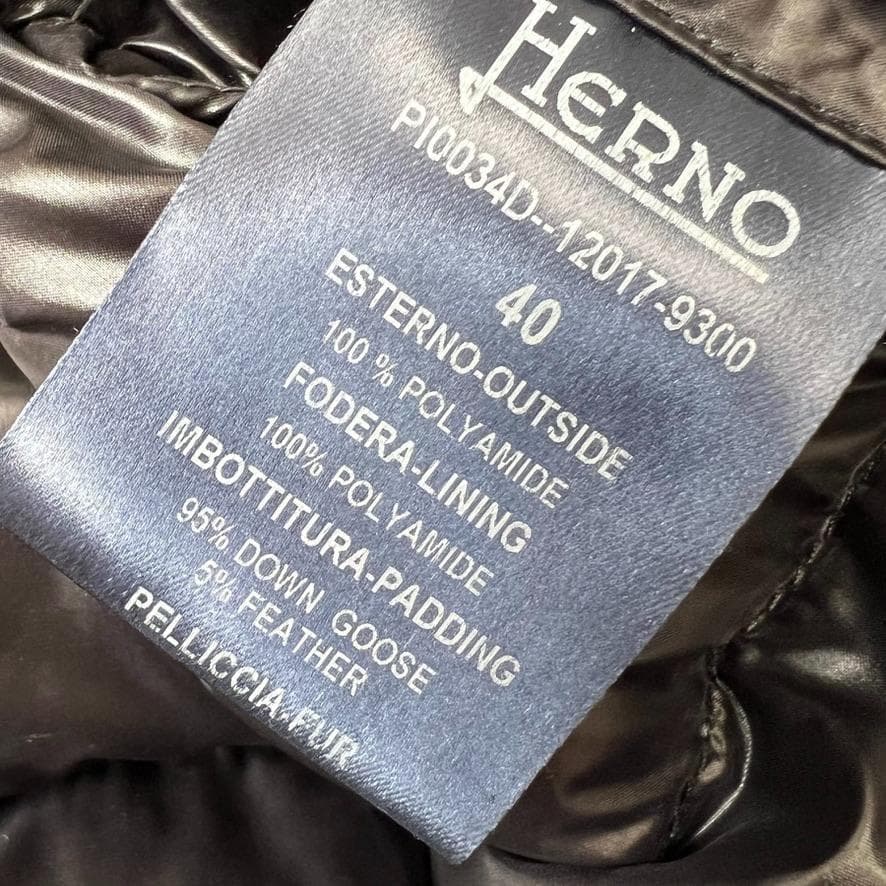 HERNO
PI0034D--12017-9300
40
ESTERNO-OUTSIDE
100 % POLYAMIDE
FODERA-LINING
100% POLYAMIDE
IMBOTTITURA-PADDING
95% DOWN GOOSE
5% FEATHER
PELLICCIA-FUR